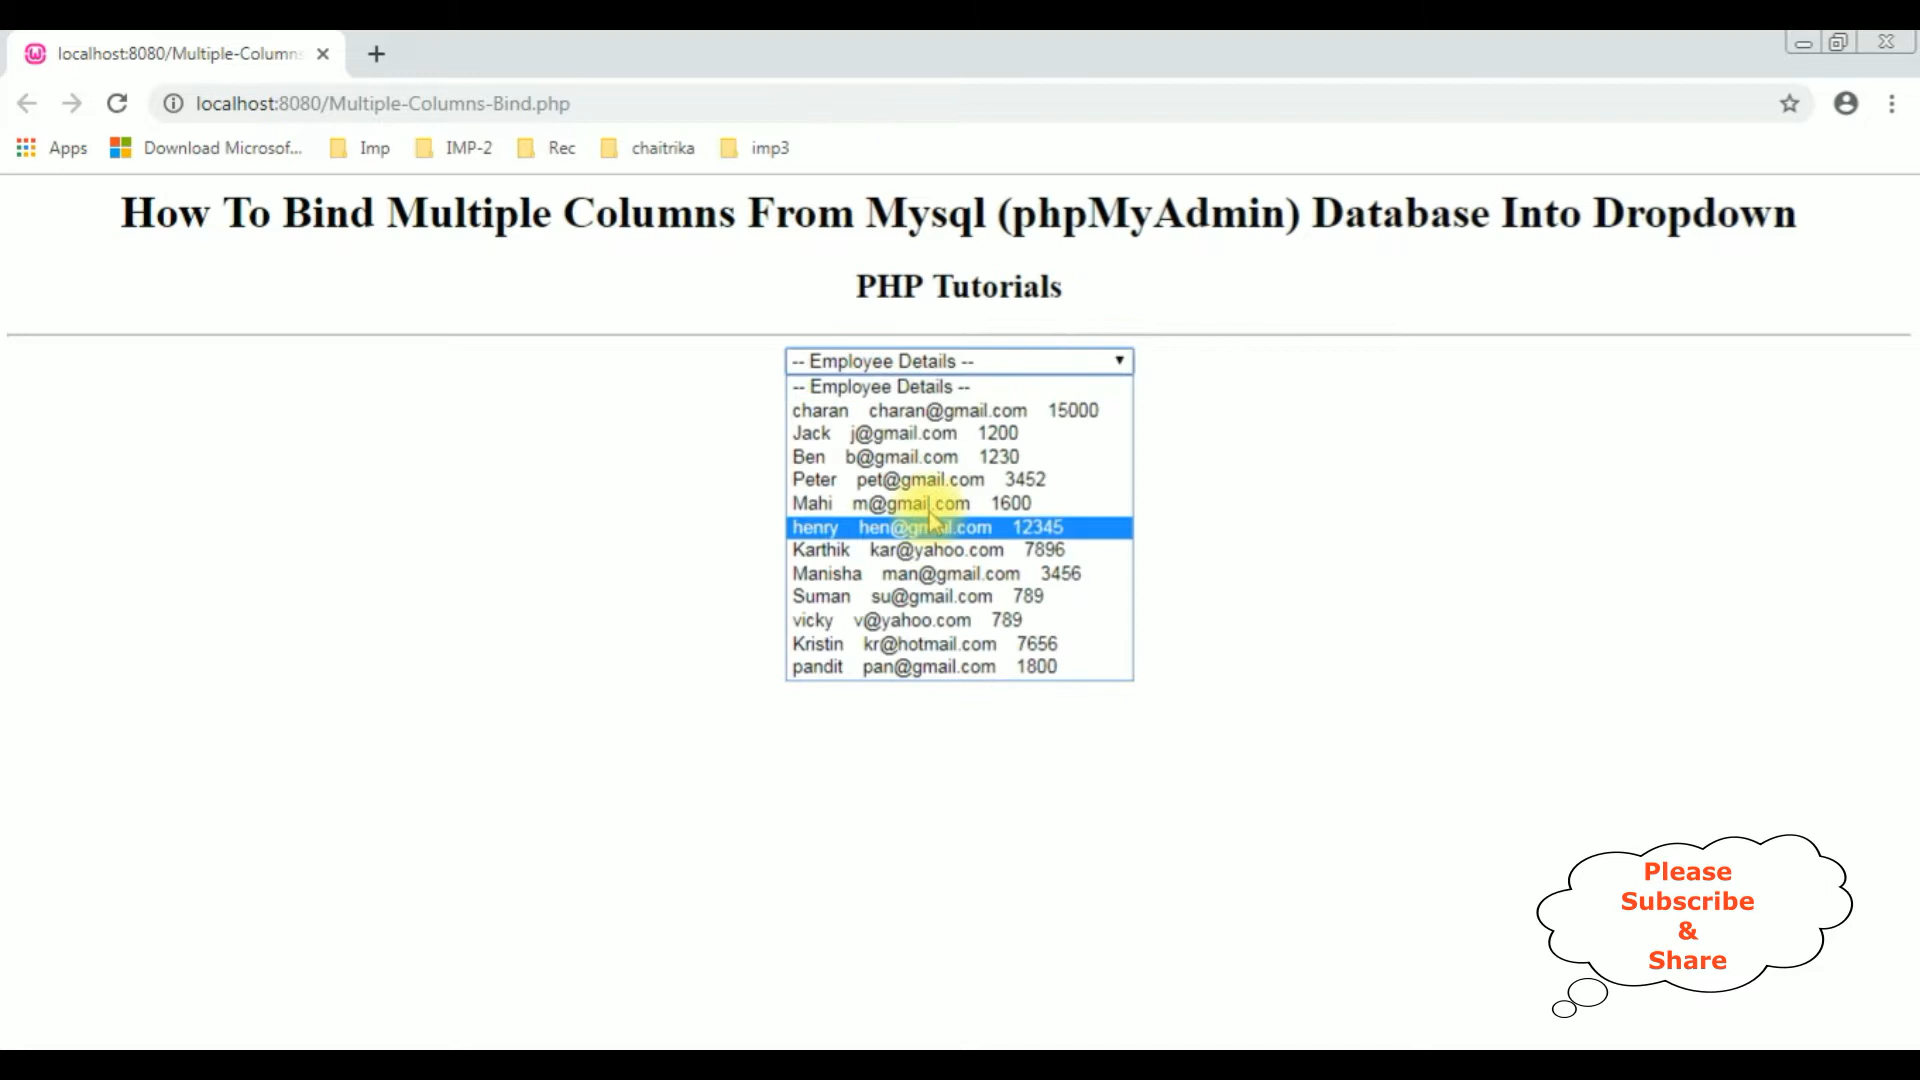 localhost:8080/Multiple-Column
localhost:8080/Multiple-Columns-Bind.php
Apps Download Microsof... Imp IMP-2 Rec chaitrika imp3
How To Bind Multiple Columns From Mysql (phpMyAdmin) Database Into Dropdown
PHP Tutorials
-- Employee Details --
-- Employee Details --
charan charan@gmail.com 15000
Jack j@gmail.com 1200
Ben b@gmail.com 1230
Peter pet@gmail.com 3452
Mahi m@gmail.com 1600
henry hen@gmail.com 12345
Karthik kar@yahoo.com 7896
Manisha man@gmail.com 3456
Suman su@gmail.com 789
vicky v@yahoo.com 789
Kristin kr@hotmail.com 7656
pandit pan@gmail.com 1800
Please
Subscribe
&
Share